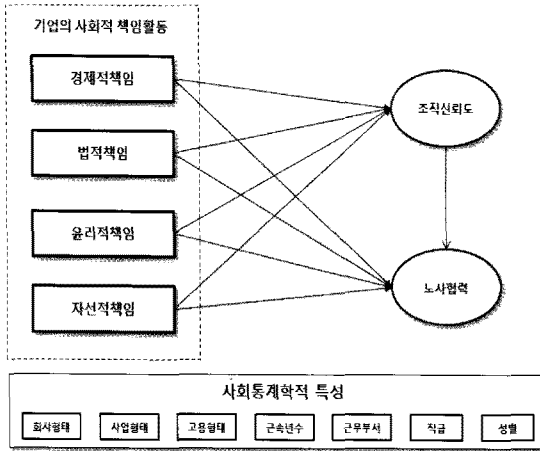 기업의 사회적 책임활동
경제적책임
법적책임
윤리적책임
자선적책임
조직신뢰도
노사협력
사회통계학적 특성
회사형태 사업형태 고용형태 근속년수 근무부서 직급 성별